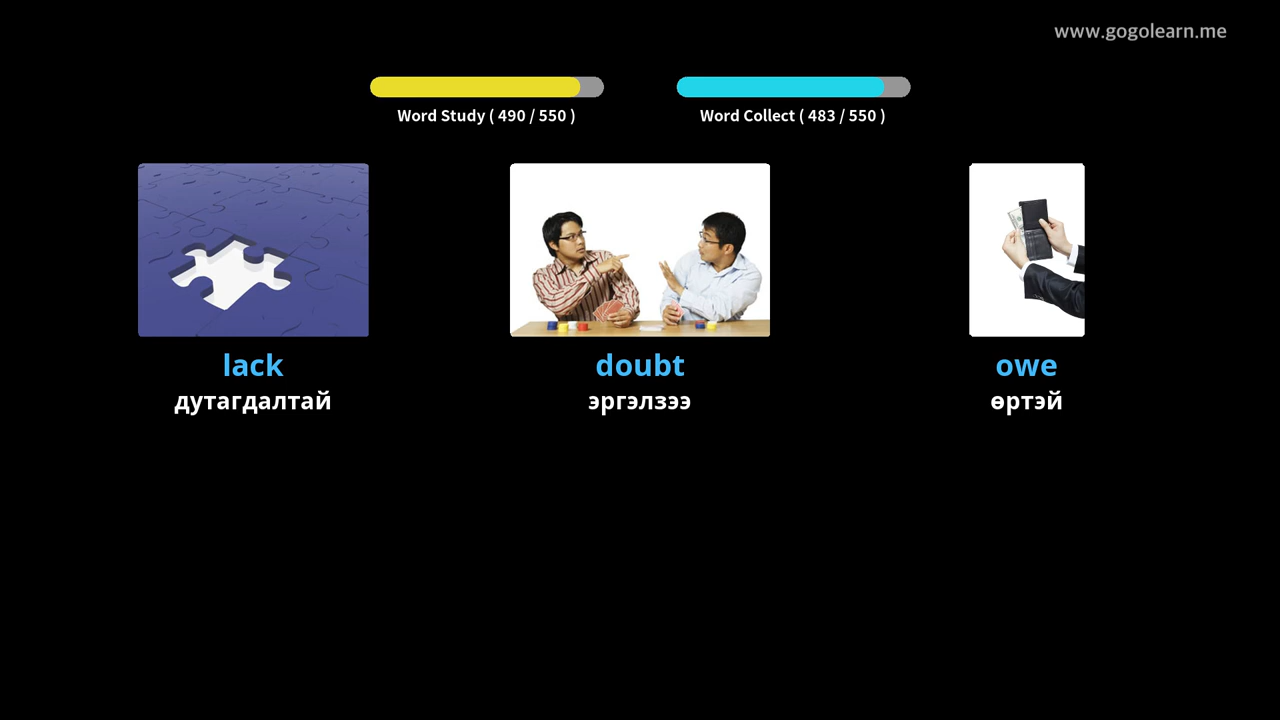 www.gogolearn.me
Word Study ( 490 / 550 )
Word Collect ( 483 / 550 )
lack
doubt
owe
дутагдалтай
эргэлзээ
өртэй